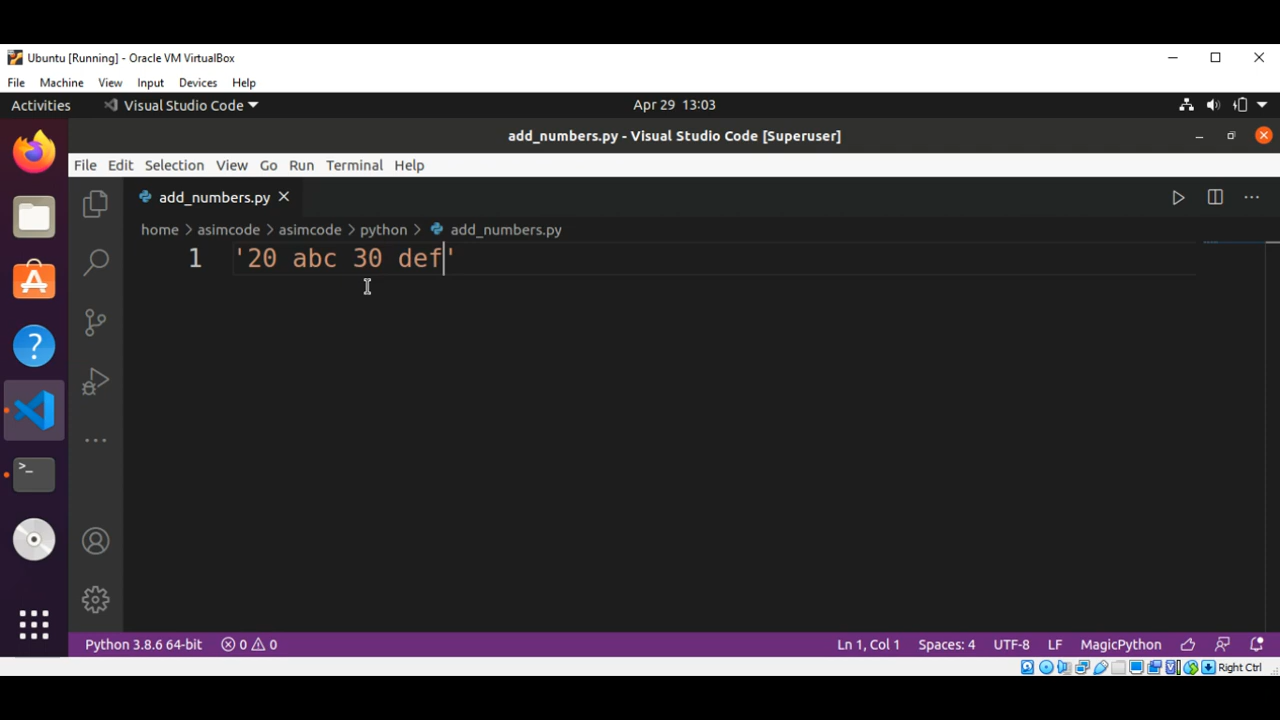 Ubuntu [Running] - Oracle VM VirtualBox
File Machine View Input Devices Help
Activities Visual Studio Code Apr 29 13:03
add_numbers.py - Visual Studio Code [Superuser]
File Edit Selection View Go Run Terminal Help
add_numbers.py
home > asimcode > asimcode > python > add_numbers.py
1 '20 abc 30 def'
Python 3.8.6 64-bit 0 0 Ln 1, Col 1 Spaces: 4 UTF-8 LF MagicPython
Right Ctrl